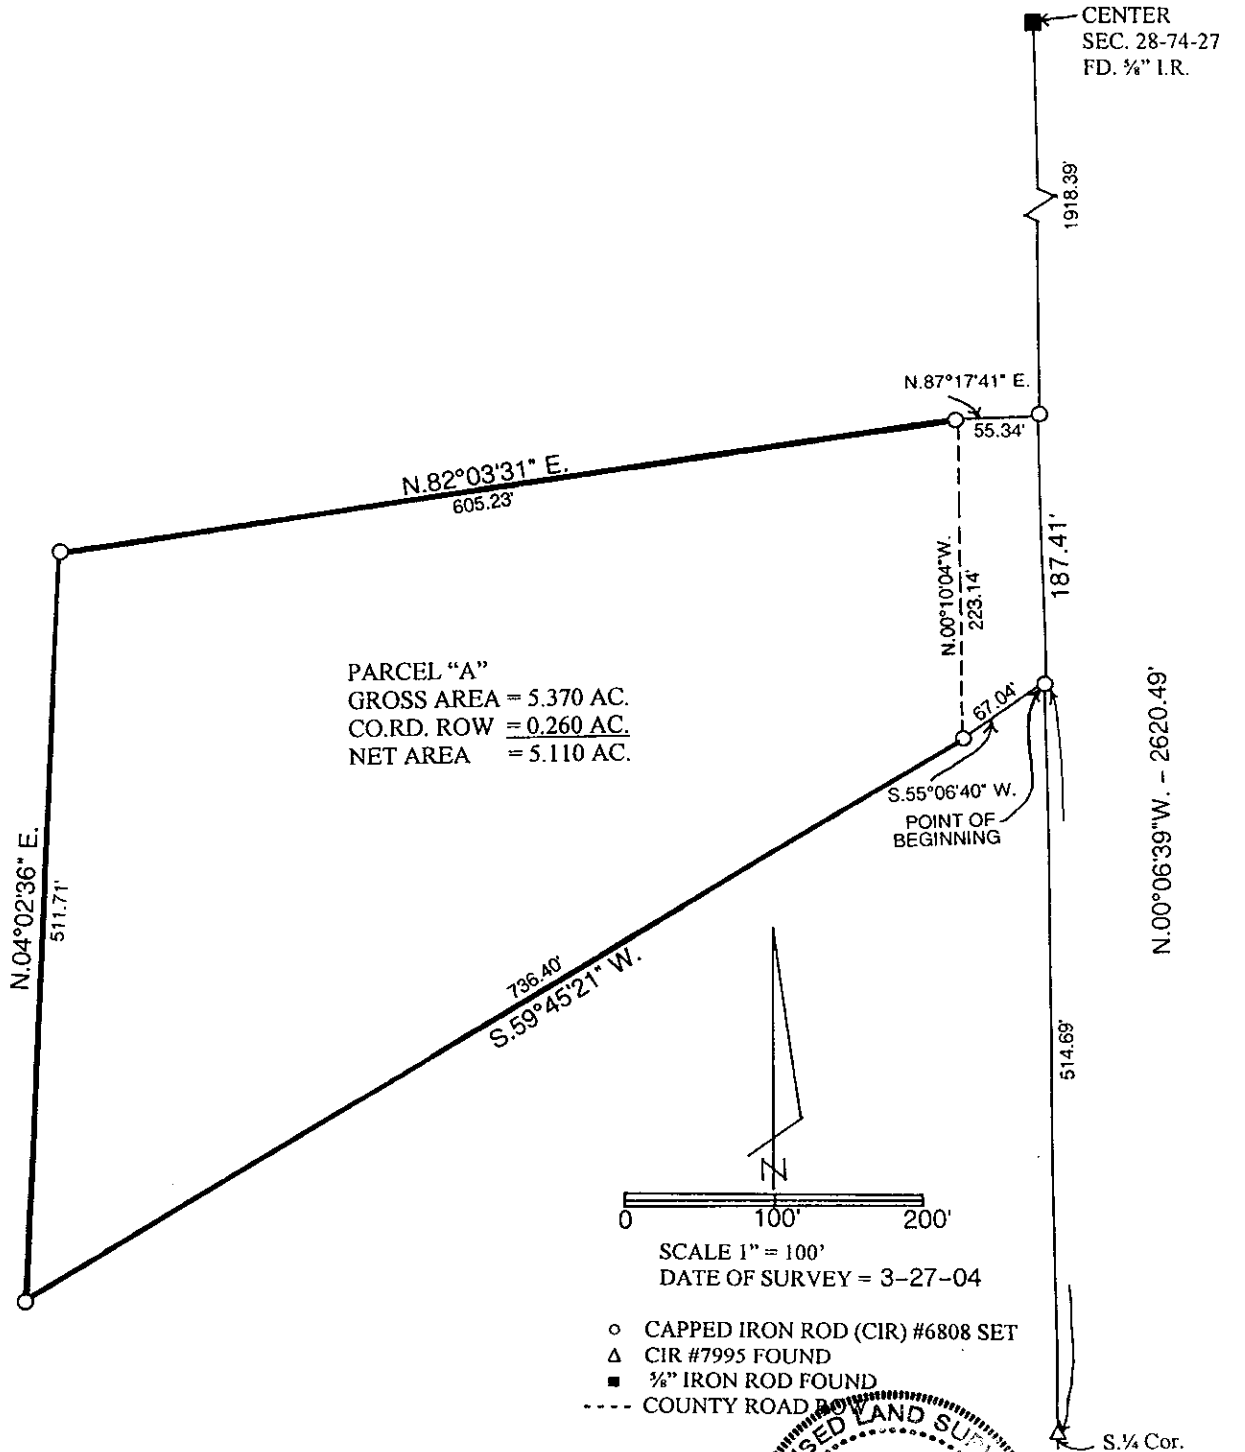 CENTER
SEC. 28-74-27
FD. ⅝" I.R.
1918.39'
N.87°17'41" E.
55.34'
N.82°03'31" E.
605.23'
187.41'
N.00°10'04"W.
223.14'
PARCEL "A"
GROSS AREA = 5.370 AC.
CO.RD. ROW = 0.260 AC.
NET AREA = 5.110 AC.
67.04'
S.55°06'40" W.
POINT OF
BEGINNING
N.00°06'39"W. – 2620.49'
N.04°02'36" E.
511.71'
736.40'
S.59°45'21" W.
514.69'
N
0 100' 200'
SCALE 1" = 100'
DATE OF SURVEY = 3-27-04
CAPPED IRON ROD (CIR) #6808 SET
CIR #7995 FOUND
⅝" IRON ROD FOUND
COUNTY ROAD ROW
LAND
S.¼ Cor.